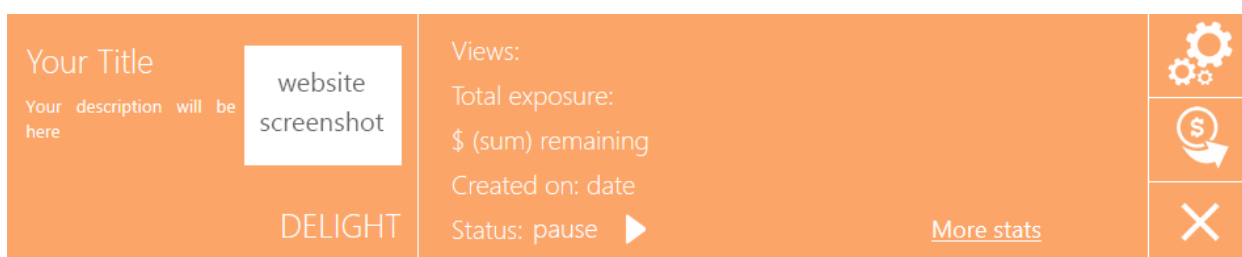 Your Title
Your description will be
here
website
screenshot
DELIGHT
Views:
Total exposure:
$ (sum) remaining
Created on: date
Status: pause
More stats
$